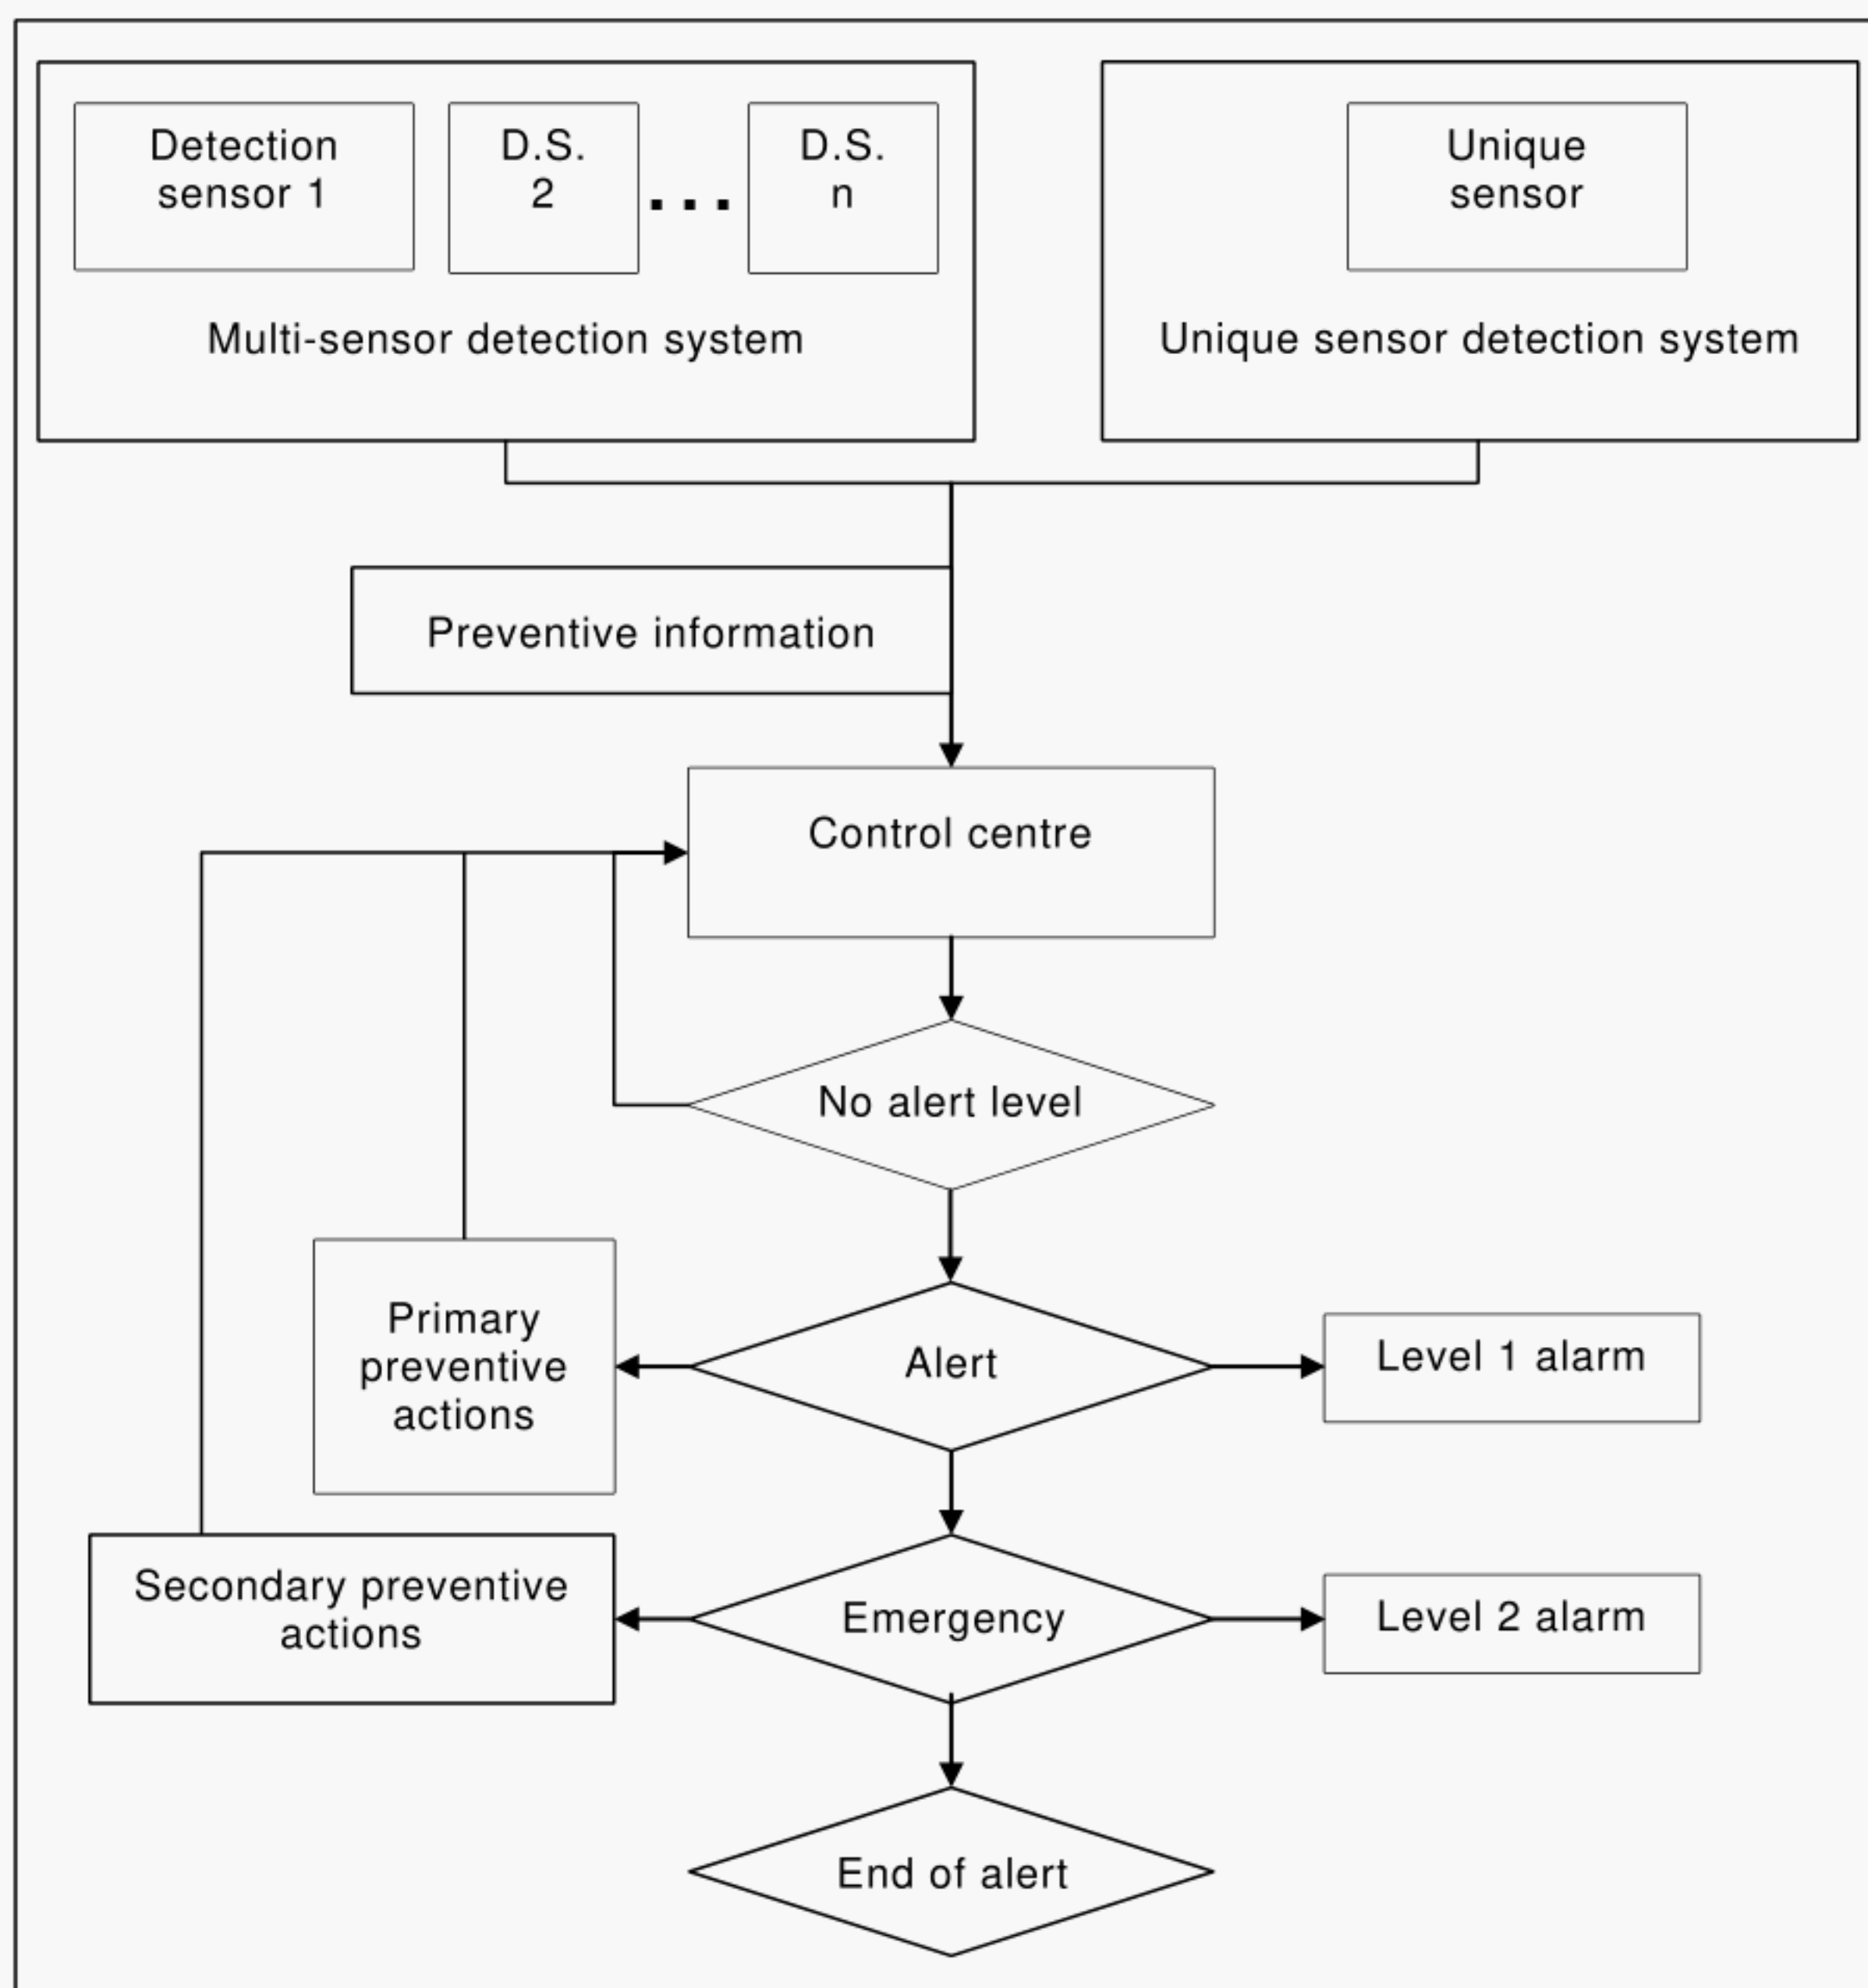 Detection
sensor 1
D.S.
2
...
D.S.
n
Multi-sensor detection system
Unique
sensor
Unique sensor detection system
Preventive information
Control centre
No alert level
Primary
preventive
actions
Alert
Level 1 alarm
Secondary preventive
actions
Emergency
Level 2 alarm
End of alert